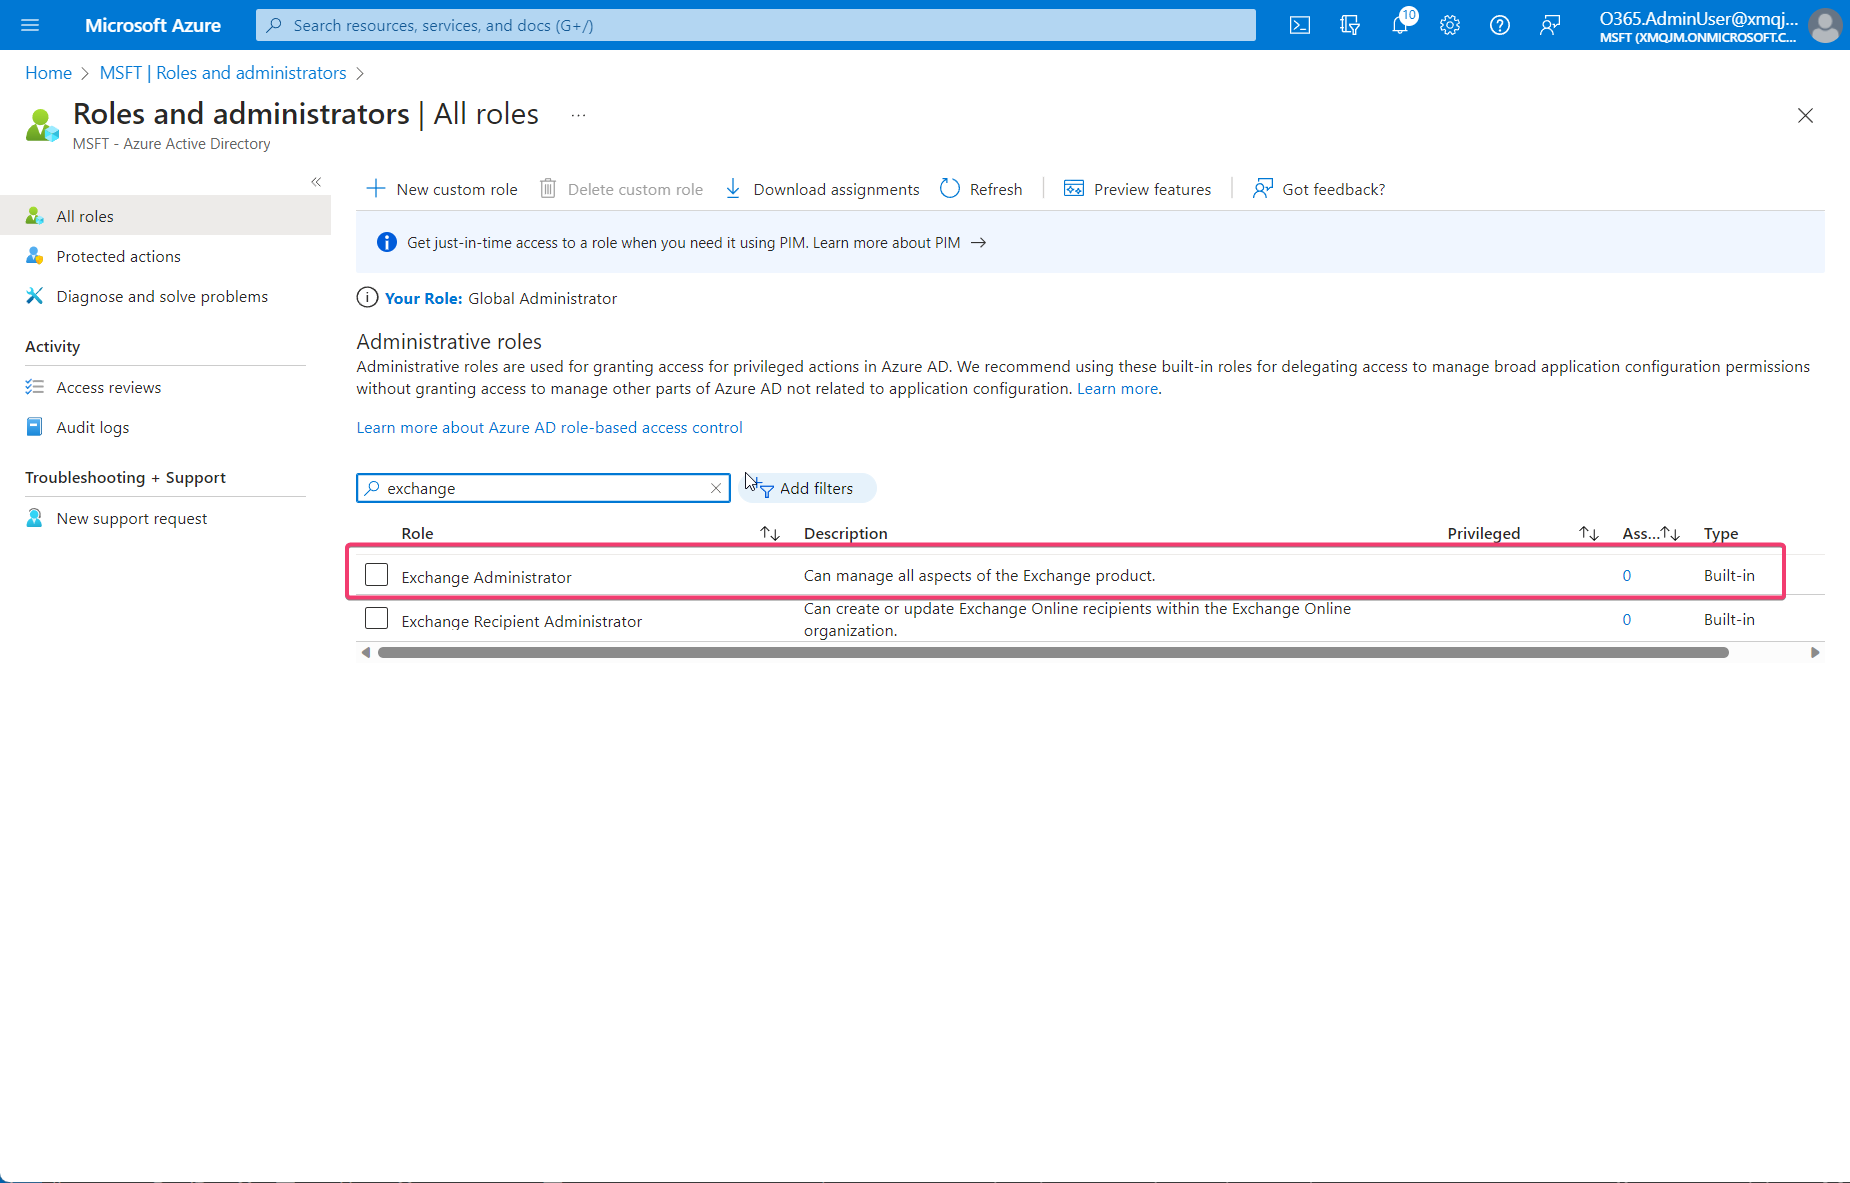 Microsoft Azure
Search resources, services, and docs (G+/)
10
O365.AdminUser@xmqj...
MSFT (XMQJM.ONMICROSOFT.C...
Home > MSFT | Roles and administrators >
Roles and administrators | All roles ...
MSFT - Azure Active Directory
«
All roles
Protected actions
Diagnose and solve problems
Activity
Access reviews
Audit logs
Troubleshooting + Support
New support request
New custom role
Delete custom role
Download assignments
Refresh
Preview features
Got feedback?
Get just-in-time access to a role when you need it using PIM. Learn more about PIM →
Your Role: Global Administrator
Administrative roles
Administrative roles are used for granting access for privileged actions in Azure AD. We recommend using these built-in roles for delegating access to manage broad application configuration permissions
without granting access to manage other parts of Azure AD not related to application configuration. Learn more.
Learn more about Azure AD role-based access control
exchange
Add filters
Role ↑↓ Description Privileged ↑↓ Ass...↑↓ Type
Exchange Administrator Can manage all aspects of the Exchange product. 0 Built-in
Exchange Recipient Administrator Can create or update Exchange Online recipients within the Exchange Online
organization. 0 Built-in